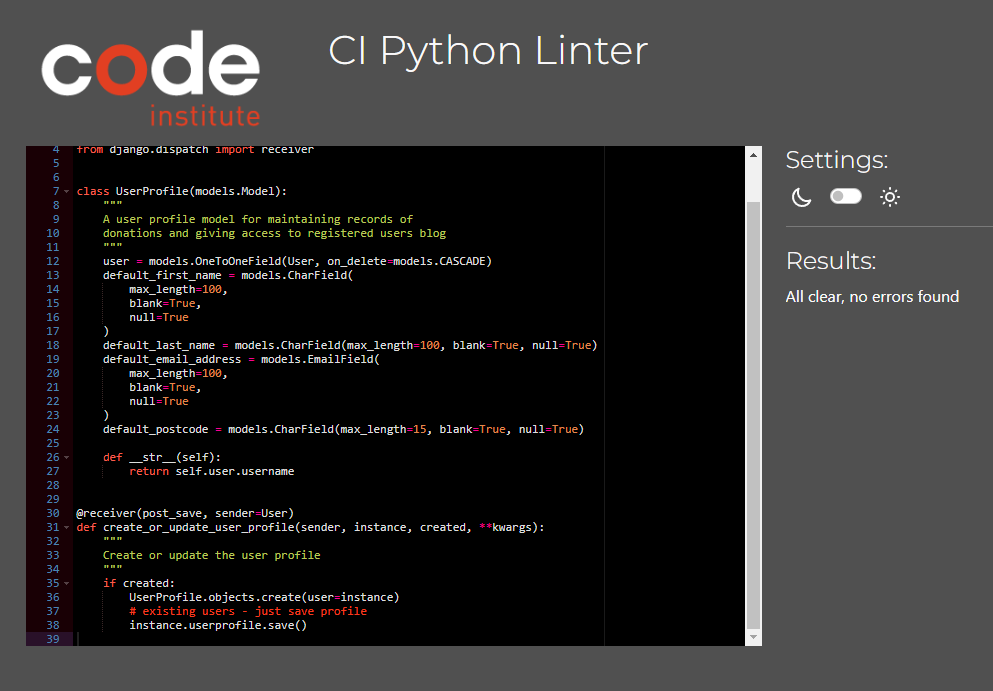 code
institute
CI Python Linter
4 from django.dispatch import receiver
5
6
7 class UserProfile(models.Model):
8     """
9     A user profile model for maintaining records of
10     donations and giving access to registered users blog
11     """
12     user = models.OneToOneField(User, on_delete=models.CASCADE)
13     default_first_name = models.CharField(
14         max_length=100,
15         blank=True,
16         null=True
17     )
18     default_last_name = models.CharField(max_length=100, blank=True, null=True)
19     default_email_address = models.EmailField(
20         max_length=100,
21         blank=True,
22         null=True
23     )
24     default_postcode = models.CharField(max_length=15, blank=True, null=True)
25
26     def __str__(self):
27         return self.user.username
28
29
30 @receiver(post_save, sender=User)
31 def create_or_update_user_profile(sender, instance, created, **kwargs):
32     """
33     Create or update the user profile
34     """
35     if created:
36         UserProfile.objects.create(user=instance)
37         # existing users - just save profile
38         instance.userprofile.save()
39
Settings:
Results:
All clear, no errors found